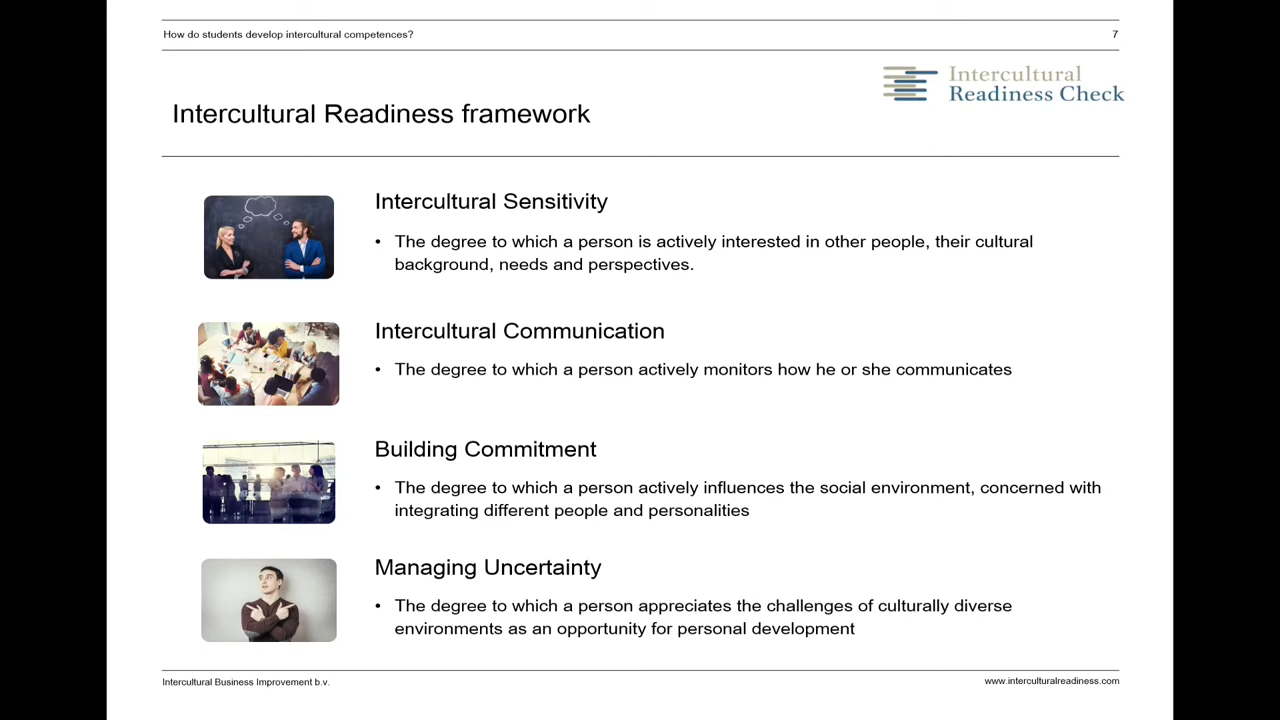 How do students develop intercultural competences?
7
Intercultural
Readiness Check
Intercultural Readiness framework
Intercultural Sensitivity
• The degree to which a person is actively interested in other people, their cultural
background, needs and perspectives.
Intercultural Communication
• The degree to which a person actively monitors how he or she communicates
Building Commitment
• The degree to which a person actively influences the social environment, concerned with
integrating different people and personalities
Managing Uncertainty
• The degree to which a person appreciates the challenges of culturally diverse
environments as an opportunity for personal development
Intercultural Business Improvement b.v.
www.interculturalreadiness.com